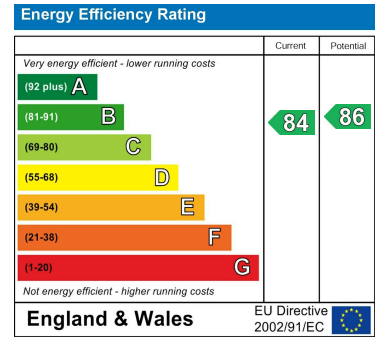 Energy Efficiency Rating
Current Potential
Very energy efficient - lower running costs
(92 plus) A
(81-91) B
84 86
(69-80) C
(55-68) D
(39-54) E
(21-38) F
(1-20) G
Not energy efficient - higher running costs
England & Wales
EU Directive
2002/91/EC